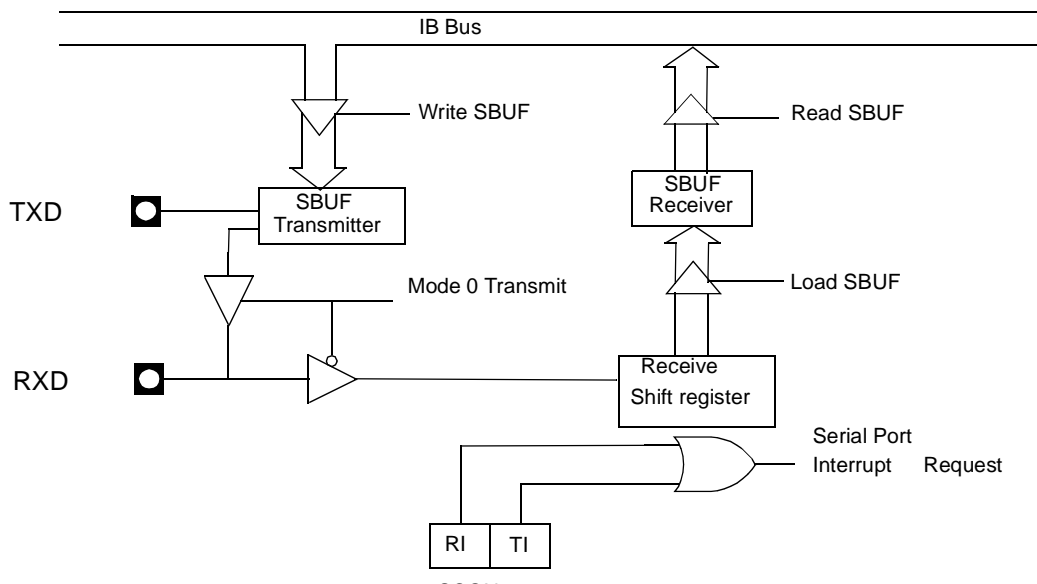 IB Bus
Write SBUF
Read SBUF
SBUF
Transmitter
SBUF
Receiver
TXD
Mode 0 Transmit
Load SBUF
RXD
Receive
Shift register
Serial Port
Interrupt Request
RI
TI